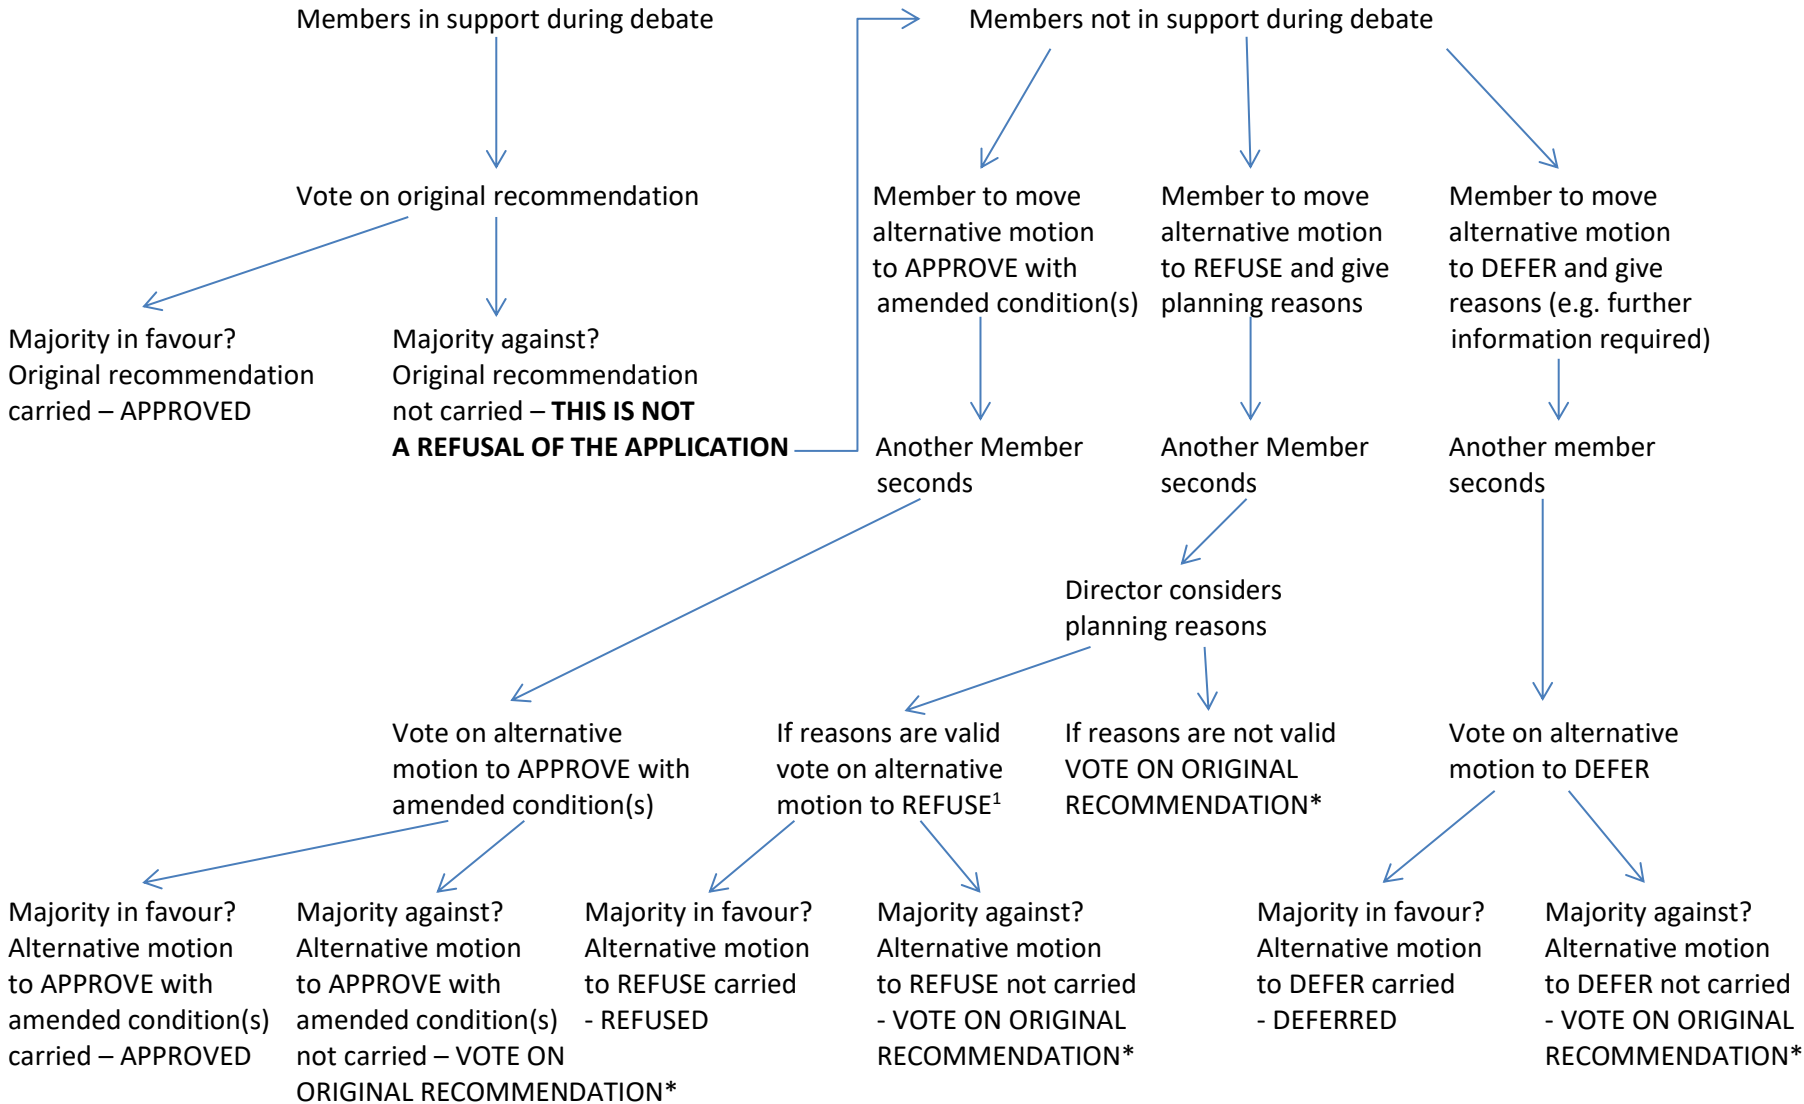 Members in support during debate
Members not in support during debate
Vote on original recommendation
Member to move
alternative motion
to APPROVE with
amended condition(s)
Member to move
alternative motion
to REFUSE and give
planning reasons
Member to move
alternative motion
to DEFER and give
reasons (e.g. further
information required)
Majority in favour?
Original recommendation
carried – APPROVED
Majority against?
Original recommendation
not carried – THIS IS NOT
A REFUSAL OF THE APPLICATION
Another Member
seconds
Another Member
seconds
Another member
seconds
Director considers
planning reasons
Vote on alternative
motion to APPROVE with
amended condition(s)
If reasons are valid
vote on alternative
motion to REFUSE¹
If reasons are not valid
VOTE ON ORIGINAL
RECOMMENDATION*
Vote on alternative
motion to DEFER
Majority in favour?
Alternative motion
to APPROVE with
amended condition(s)
carried – APPROVED
Majority against?
Alternative motion
to APPROVE with
amended condition(s)
not carried – VOTE ON
ORIGINAL RECOMMENDATION*
Majority in favour?
Alternative motion
to REFUSE carried
- REFUSED
Majority against?
Alternative motion
to REFUSE not carried
- VOTE ON ORIGINAL
RECOMMENDATION*
Majority in favour?
Alternative motion
to DEFER carried
- DEFERRED
Majority against?
Alternative motion
to DEFER not carried
- VOTE ON ORIGINAL
RECOMMENDATION*